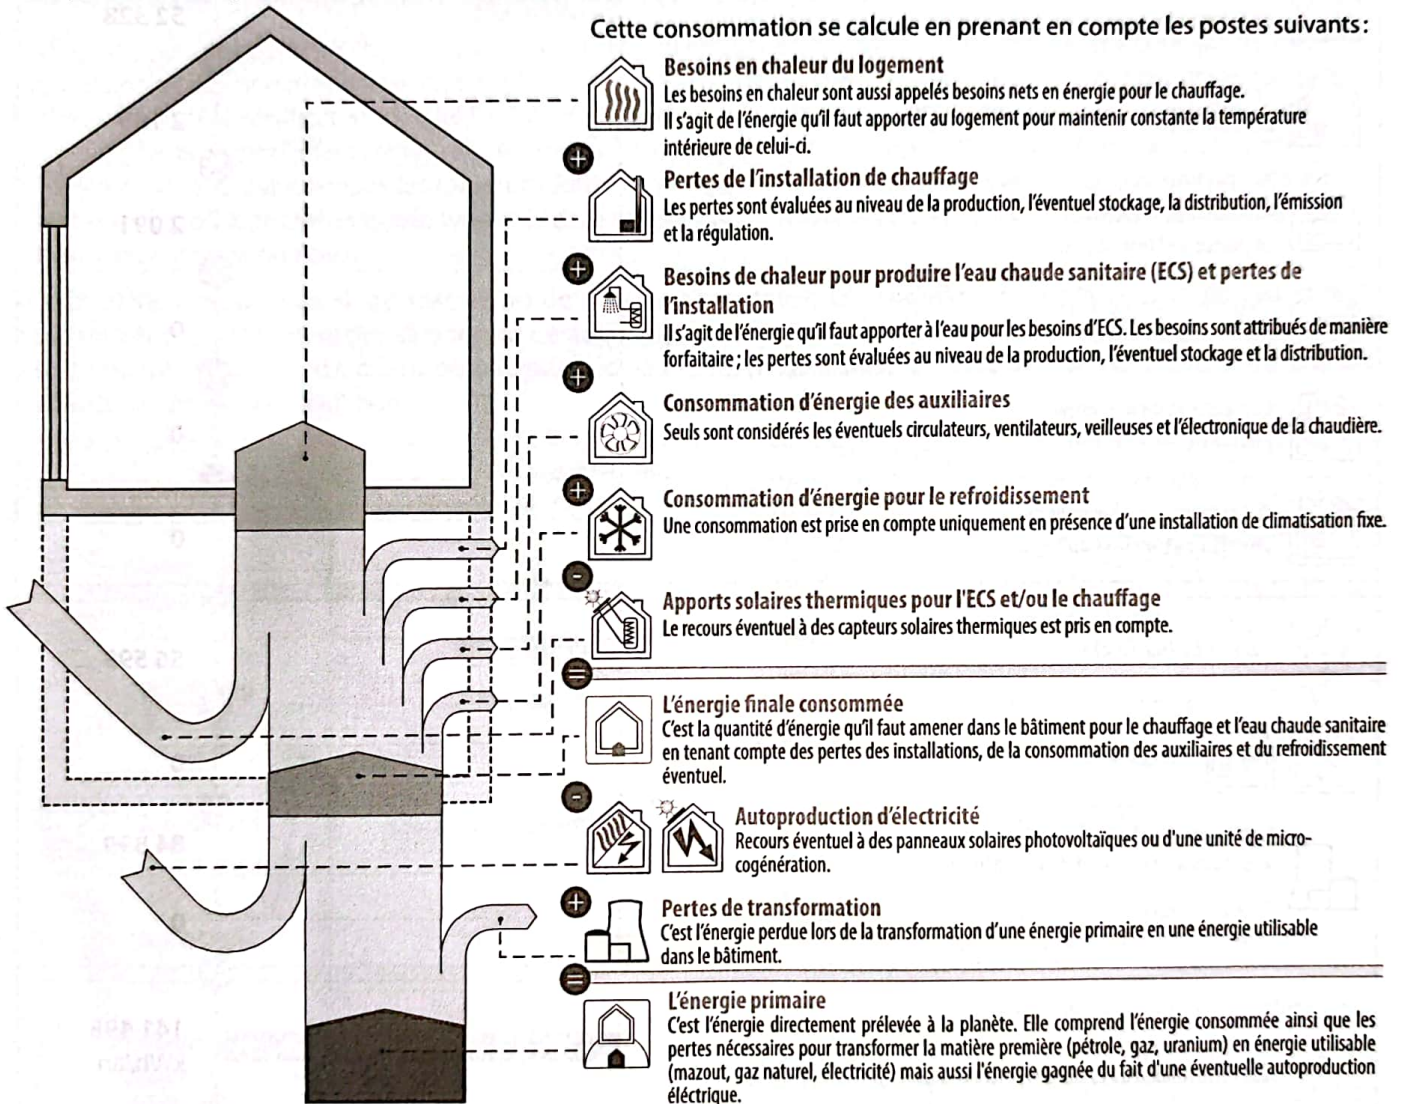 Cette consommation se calcule en prenant en compte les postes suivants :
Besoins en chaleur du logement
Les besoins en chaleur sont aussi appelés besoins nets en énergie pour le chauffage.
Il s'agit de l'énergie qu'il faut apporter au logement pour maintenir constante la température
intérieure de celui-ci.
+
Pertes de l'installation de chauffage
Les pertes sont évaluées au niveau de la production, l'éventuel stockage, la distribution, l'émission
et la régulation.
+
Besoins de chaleur pour produire l'eau chaude sanitaire (ECS) et pertes de
l'installation
Il s'agit de l'énergie qu'il faut apporter à l'eau pour les besoins d'ECS. Les besoins sont attribués de manière
forfaitaire ; les pertes sont évaluées au niveau de la production, l'éventuel stockage et la distribution.
+
Consommation d'énergie des auxiliaires
Seuls sont considérés les éventuels circulateurs, ventilateurs, veilleuses et l'électronique de la chaudière.
+
Consommation d'énergie pour le refroidissement
Une consommation est prise en compte uniquement en présence d'une installation de climatisation fixe.
-
Apports solaires thermiques pour l'ECS et/ou le chauffage
Le recours éventuel à des capteurs solaires thermiques est pris en compte.
=
L'énergie finale consommée
C'est la quantité d'énergie qu'il faut amener dans le bâtiment pour le chauffage et l'eau chaude sanitaire
en tenant compte des pertes des installations, de la consommation des auxiliaires et du refroidissement
éventuel.
-
Autoproduction d'électricité
Recours éventuel à des panneaux solaires photovoltaïques ou d'une unité de micro-
cogénération.
+
Pertes de transformation
C'est l'énergie perdue lors de la transformation d'une énergie primaire en une énergie utilisable
dans le bâtiment.
=
L'énergie primaire
C'est l'énergie directement prélevée à la planète. Elle comprend l'énergie consommée ainsi que les
pertes nécessaires pour transformer la matière première (pétrole, gaz, uranium) en énergie utilisable
(mazout, gaz naturel, électricité) mais aussi l'énergie gagnée du fait d'une éventuelle autoproduction
éléctrique.